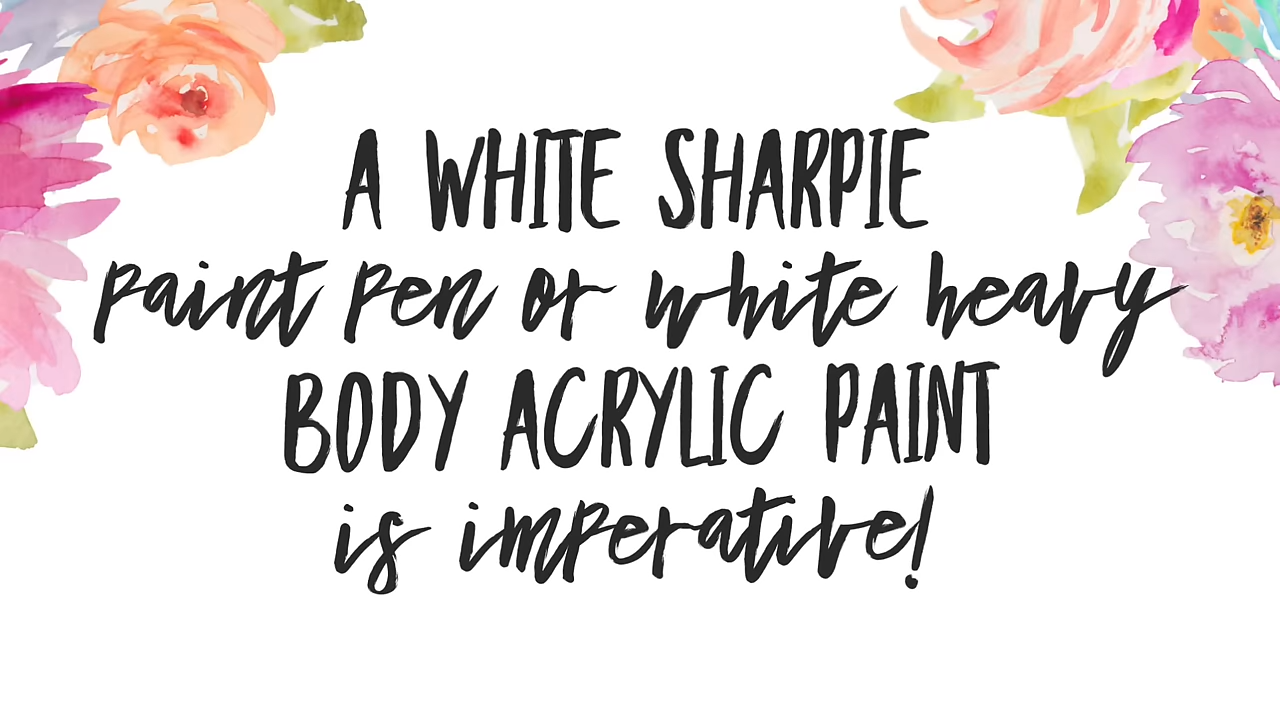 A WHITE SHARPIE
paint pen or white heavy
BODY ACRYLIC PAINT
is imperative!